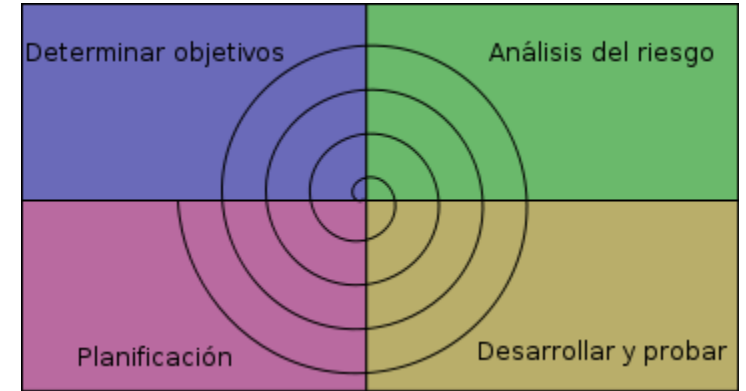 Determinar objetivos
Análisis del riesgo
Planificación
Desarrollar y probar